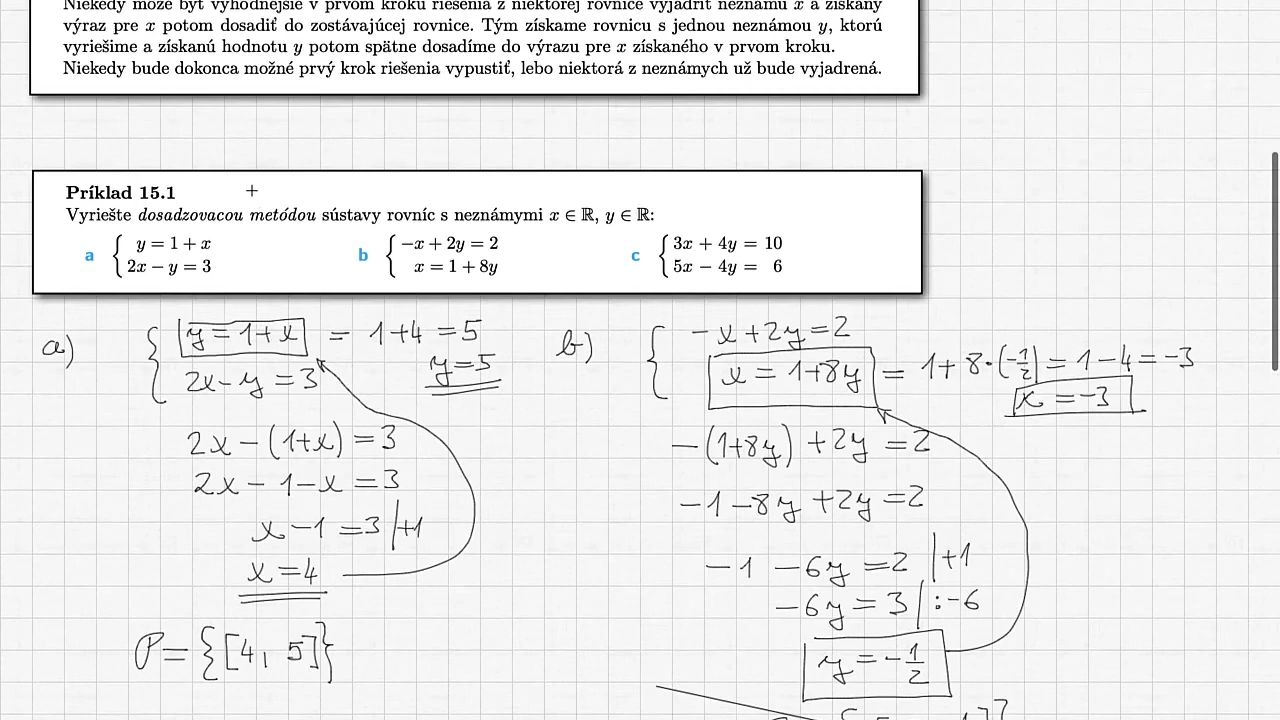 Niekedy môže byť výhodnejšie v prvom kroku riešenia z niektorej rovnice vyjadriť neznámu x a získaný
výraz pre x potom dosadiť do zostávajúcej rovnice. Tým získame rovnicu s jednou neznámou y, ktorú
vyriešime a získanú hodnotu y potom spätne dosadíme do výrazu pre x získaného v prvom kroku.
Niekedy bude dokonca možné prvý krok riešenia vypustiť, lebo niektorá z neznámych už bude vyjadrená.
Príklad 15.1
Vyriešte dosadzovacou metódou sústavy rovníc s neznámymi x ∈ ℝ, y ∈ ℝ:
a { y = 1 + x
2x − y = 3
b { −x + 2y = 2
x = 1 + 8y
c { 3x + 4y = 10
5x − 4y = 6
a) { y = 1+x = 1+4 = 5
y=5
2x−y = 3
2x − (1+x) = 3
2x − 1 − x = 3
x − 1 = 3 |+1
x = 4
P = {[4, 5]}
b) { −x + 2y = 2
x = 1+8y = 1 + 8·(−1/2) = 1 − 4 = −3
x = −3
−(1+8y) + 2y = 2
−1 − 8y + 2y = 2
−1 − 6y = 2 |+1
−6y = 3 | :−6
y = −1/2